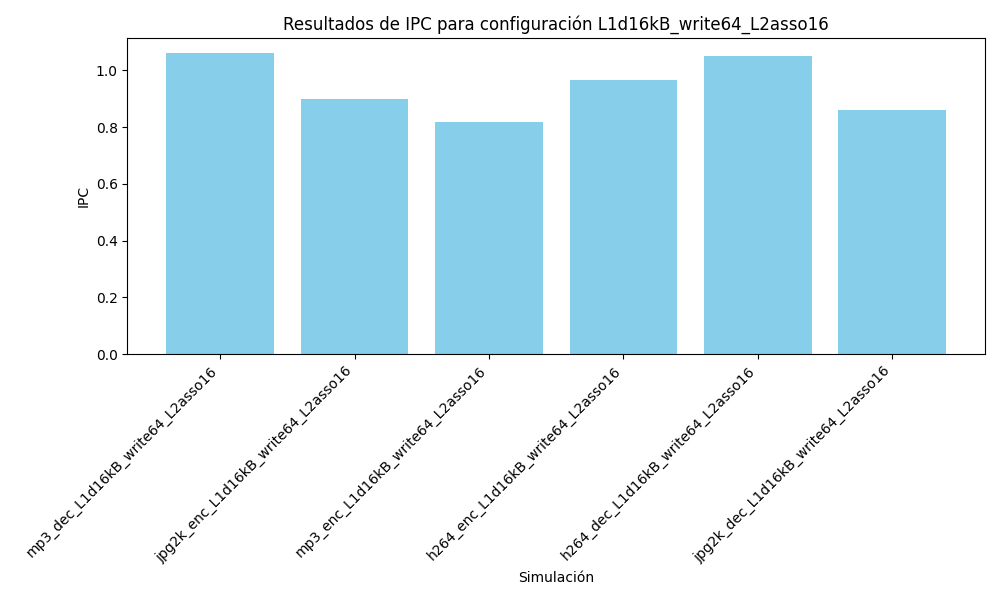 Resultados de IPC para configuración L1d16kB_write64_L2asso16
IPC
1.0
0.8
0.6
0.4
0.2
0.0
mp3_dec_L1d16kB_write64_L2asso16
jpg2k_enc_L1d16kB_write64_L2asso16
mp3_enc_L1d16kB_write64_L2asso16
h264_enc_L1d16kB_write64_L2asso16
h264_dec_L1d16kB_write64_L2asso16
jpg2k_dec_L1d16kB_write64_L2asso16
Simulación